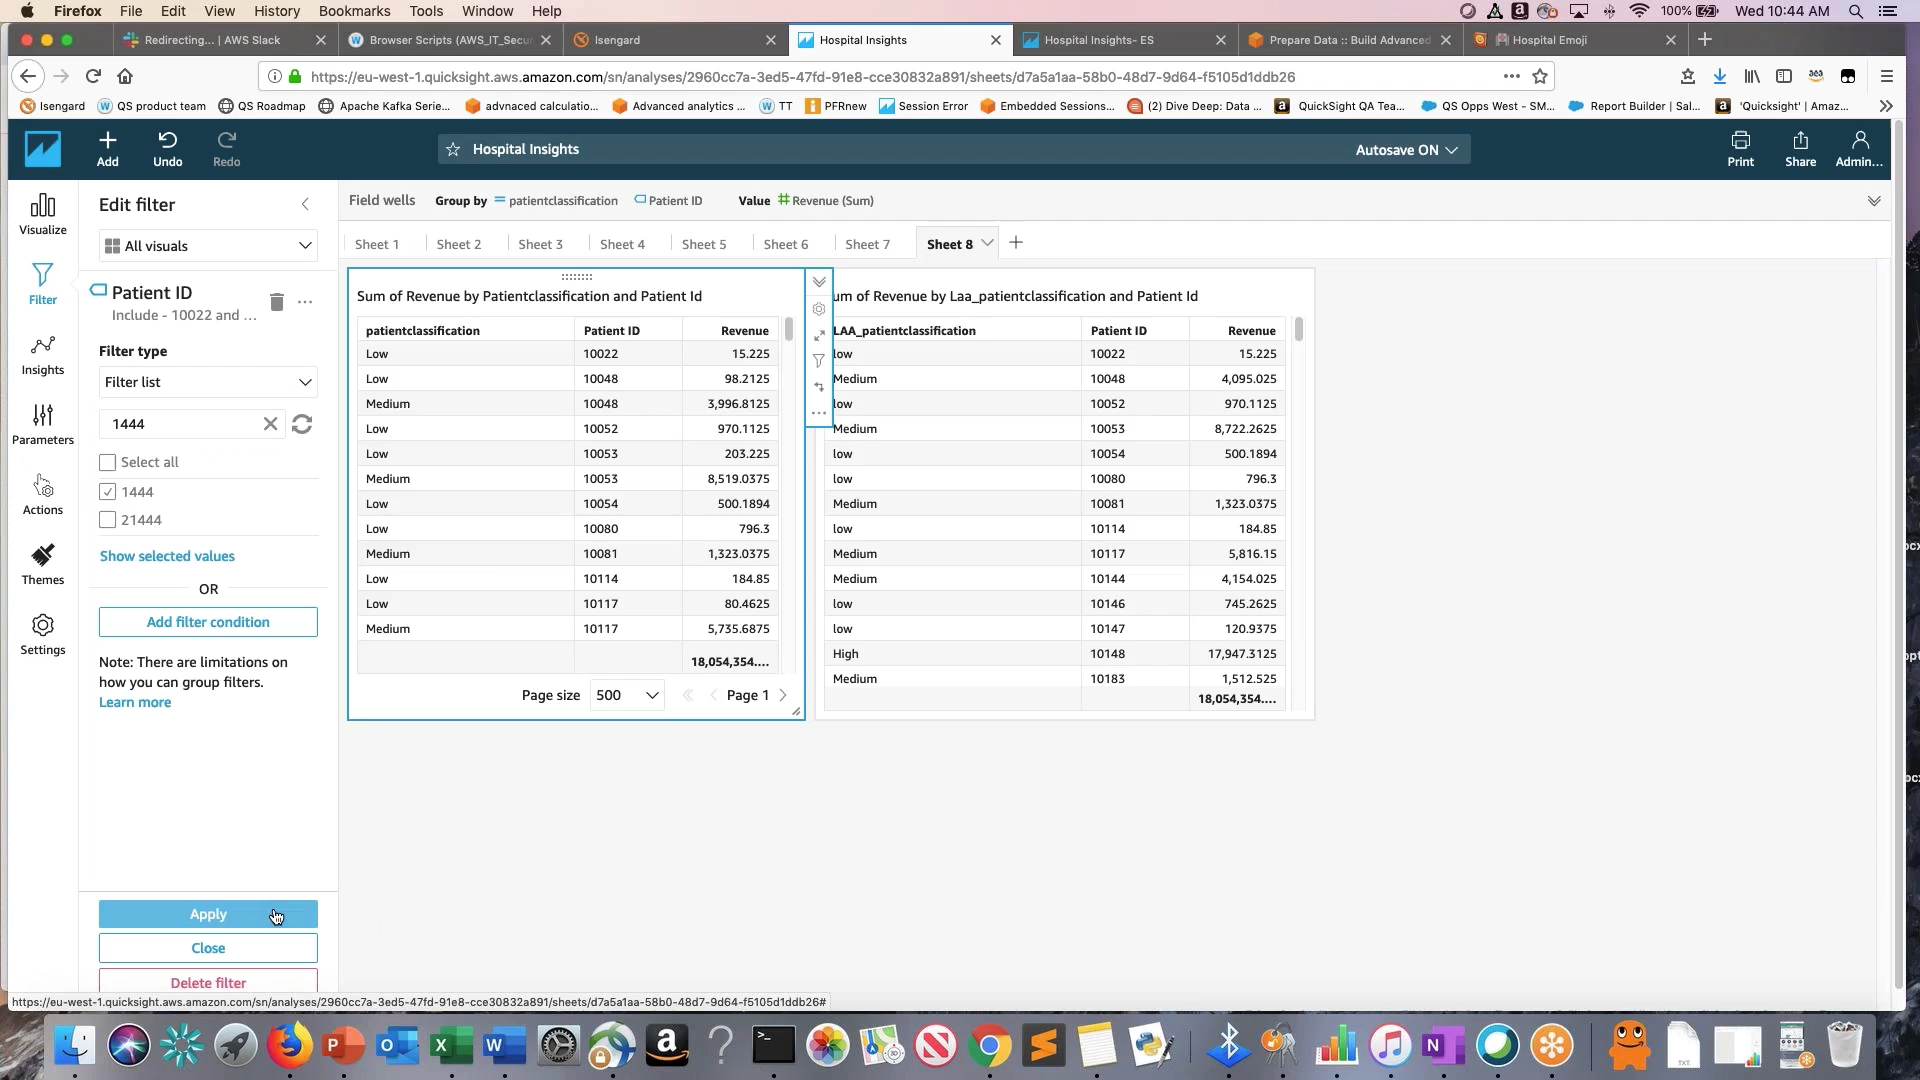 Firefox File Edit View History Bookmarks Tools Window Help 100% Wed 10:44 AM
Redirecting... | AWS Slack Browser Scripts (AWS_IT_Secu Isengard Hospital Insights Hospital Insights- ES Prepare Data :: Build Advanced Hospital Emoji
https://eu-west-1.quicksight.aws.amazon.com/sn/analyses/2960cc7a-3ed5-47fd-91e8-cce30832a891/sheets/d7a5a1aa-58b0-48d7-9d64-f5105d1ddb26
Isengard QS product team QS Roadmap Apache Kafka Serie... advnaced calculatio... Advanced analytics ... TT PFRnew Session Error Embedded Sessions... (2) Dive Deep: Data ... QuickSight QA Tea... QS Opps West - SM... Report Builder | Sal... 'Quicksight' | Amaz...
Add Undo Redo Hospital Insights Autosave ON Print Share Admin...
Visualize
Filter
Insights
Parameters
Actions
Themes
Settings
Edit filter
All visuals
Patient ID
Include - 10022 and ...
Filter type
Filter list
1444
Select all
1444
21444
Show selected values
OR
Add filter condition
Note: There are limitations on
how you can group filters.
Learn more
Apply
Close
Delete filter
Field wells Group by patientclassification Patient ID Value Revenue (Sum)
Sheet 1 Sheet 2 Sheet 3 Sheet 4 Sheet 5 Sheet 6 Sheet 7 Sheet 8
Sum of Revenue by Patientclassification and Patient Id
patientclassification Patient ID Revenue
Low 10022 15.225
Low 10048 98.2125
Medium 10048 3,996.8125
Low 10052 970.1125
Low 10053 203.225
Medium 10053 8,519.0375
Low 10054 500.1894
Low 10080 796.3
Medium 10081 1,323.0375
Low 10114 184.85
Low 10117 80.4625
Medium 10117 5,735.6875
18,054,354....
Page size 500 Page 1
um of Revenue by Laa_patientclassification and Patient Id
LAA_patientclassification Patient ID Revenue
low 10022 15.225
Medium 10048 4,095.025
low 10052 970.1125
Medium 10053 8,722.2625
low 10054 500.1894
low 10080 796.3
Medium 10081 1,323.0375
low 10114 184.85
Medium 10117 5,816.15
Medium 10144 4,154.025
low 10146 745.2625
low 10147 120.9375
High 10148 17,947.3125
Medium 10183 1,512.525
18,054,354....
https://eu-west-1.quicksight.aws.amazon.com/sn/analyses/2960cc7a-3ed5-47fd-91e8-cce30832a891/sheets/d7a5a1aa-58b0-48d7-9d64-f5105d1ddb26#